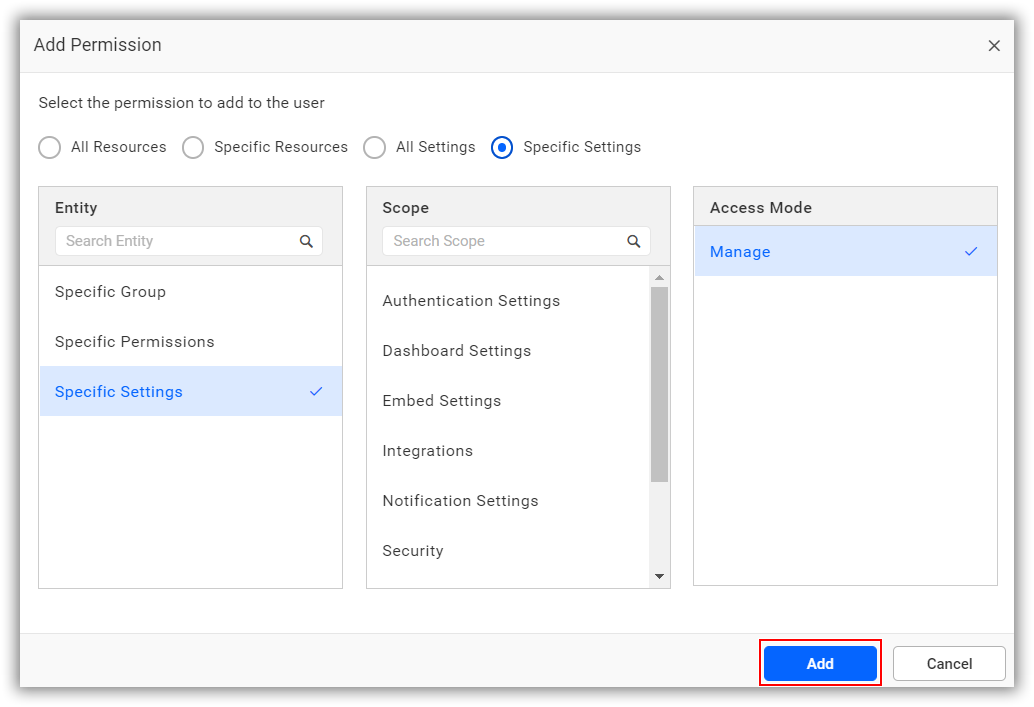 Add Permission
Select the permission to add to the user
All Resources
Specific Resources
All Settings
Specific Settings
Entity
Search Entity
Specific Group
Specific Permissions
Specific Settings
Scope
Search Scope
Authentication Settings
Dashboard Settings
Embed Settings
Integrations
Notification Settings
Security
Access Mode
Manage
Add
Cancel